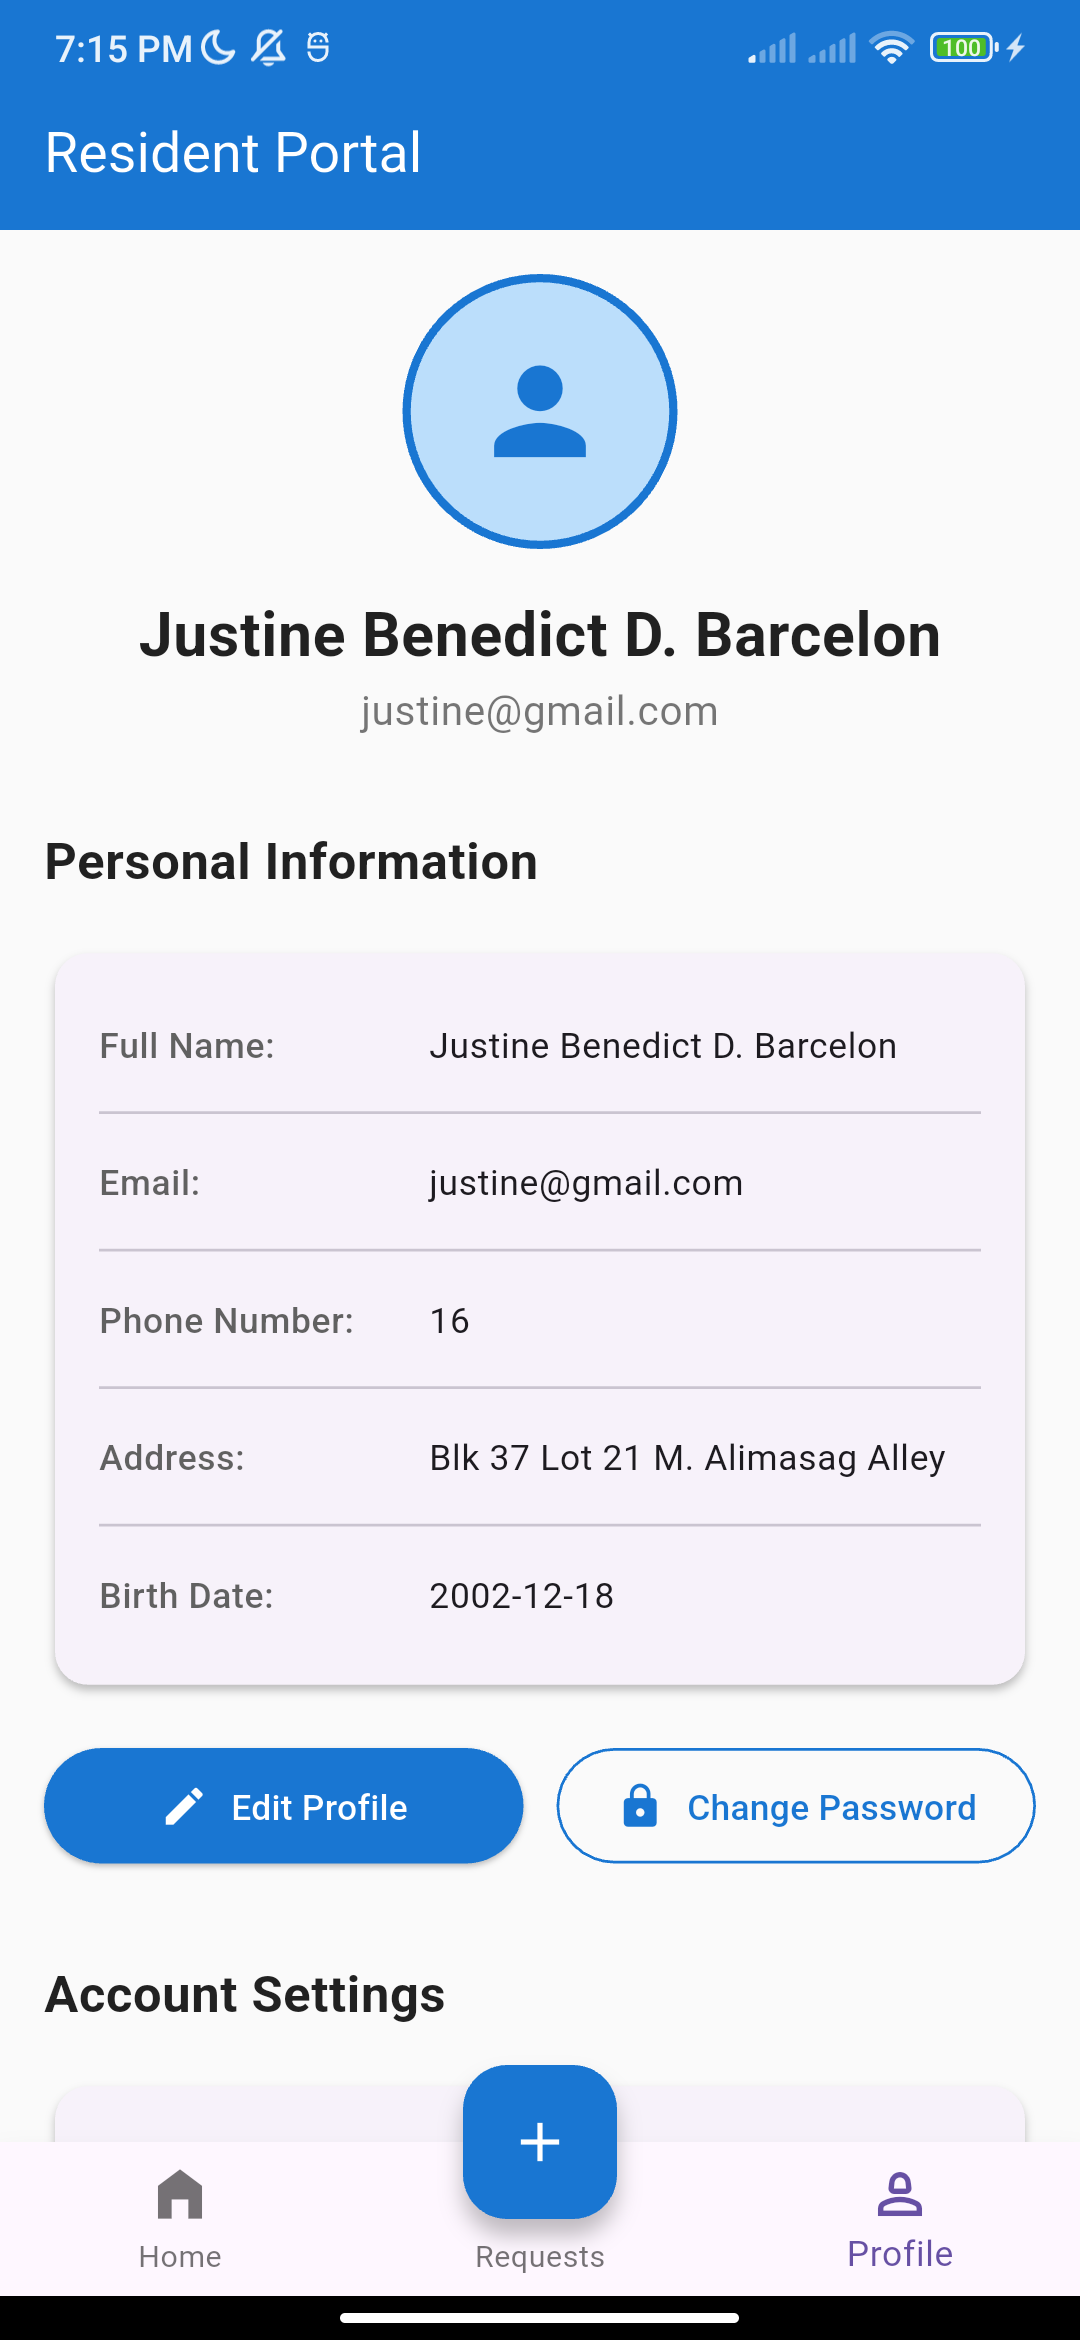 7:15 PM
100
Resident Portal
Justine Benedict D. Barcelon
justine@gmail.com
Personal Information
Full Name: Justine Benedict D. Barcelon
Email: justine@gmail.com
Phone Number: 16
Address: Blk 37 Lot 21 M. Alimasag Alley
Birth Date: 2002-12-18
Edit Profile
Change Password
Account Settings
Home
Requests
Profile